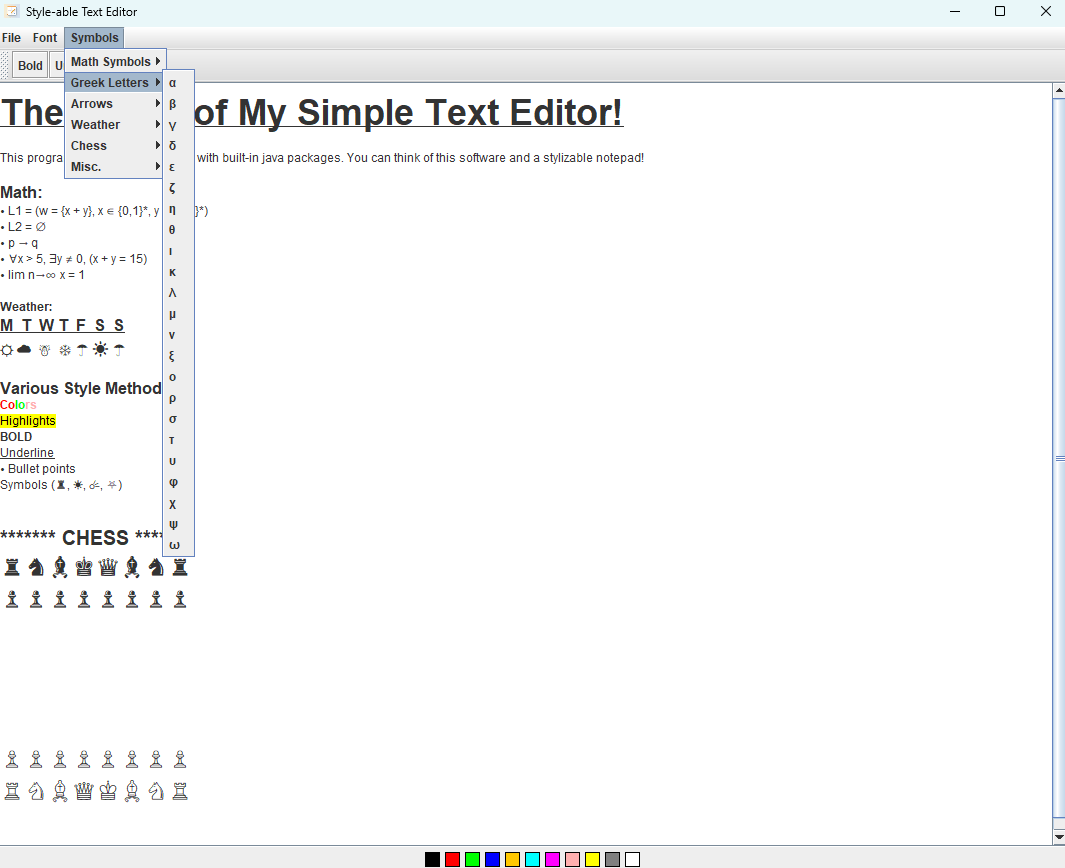 Style-able Text Editor
File Font Symbols
Bold U
Math Symbols
Greek Letters
Arrows
Weather
Chess
Misc.
α
β
γ
δ
ε
ζ
η
θ
ι
κ
λ
μ
ν
ξ
ο
ρ
σ
τ
υ
φ
χ
ψ
ω
The of My Simple Text Editor!
This progra with built-in java packages. You can think of this software and a stylizable notepad!
Math:
• L1 = (w = {x + y}, x ∈ {0,1}*, y }*)
• L2 = ∅
• p → q
• ∀x > 5, ∃y ≠ 0, (x + y = 15)
• lim n→∞ x = 1
Weather:
M T W T F S S
☼ ☁ ☃ ❄ ☂ ☀ ☂
Various Style Method
Colors
Highlights
BOLD
Underline
• Bullet points
Symbols (♜, ☀, , )
******* CHESS ****
♜ ♞ ♝ ♚ ♛ ♝ ♞ ♜
♟ ♟ ♟ ♟ ♟ ♟ ♟ ♟
♙ ♙ ♙ ♙ ♙ ♙ ♙ ♙
♖ ♘ ♗ ♕ ♔ ♗ ♘ ♖